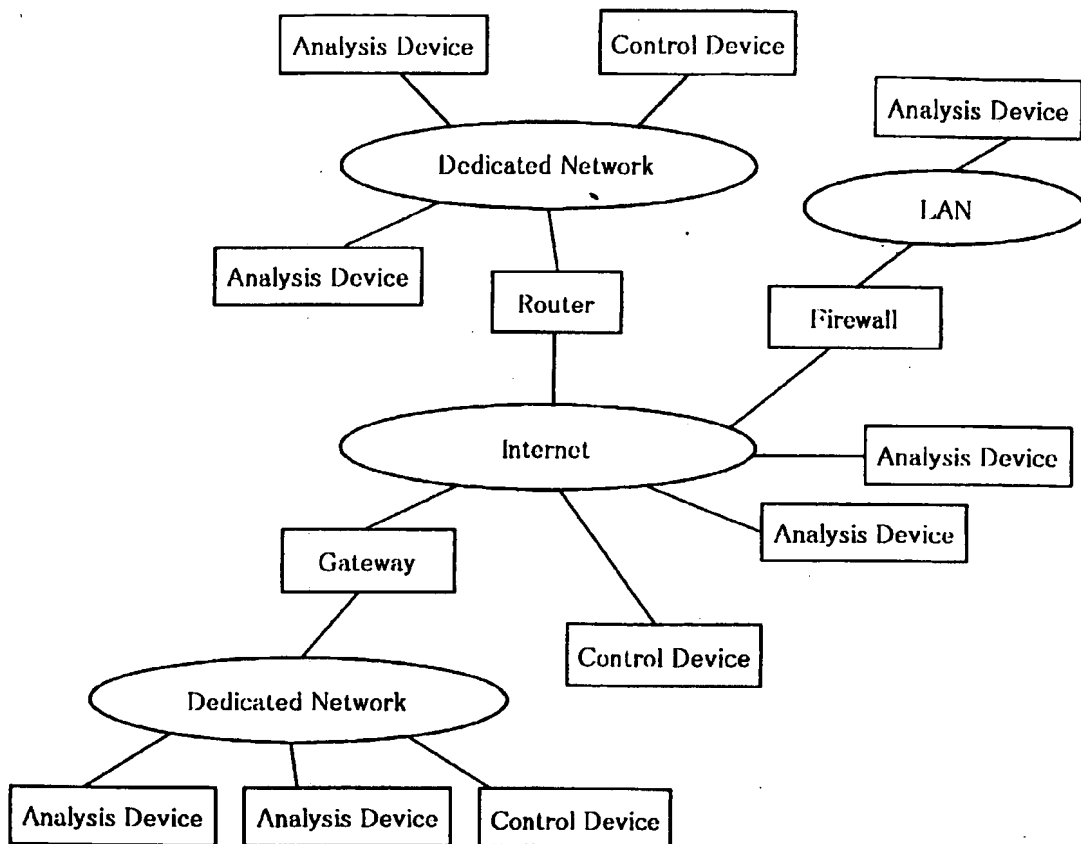 Analysis Device
Control Device
Analysis Device
Dedicated Network
LAN
Analysis Device
Router
Firewall
Internet
Analysis Device
Analysis Device
Gateway
Control Device
Dedicated Network
Analysis Device
Analysis Device
Control Device